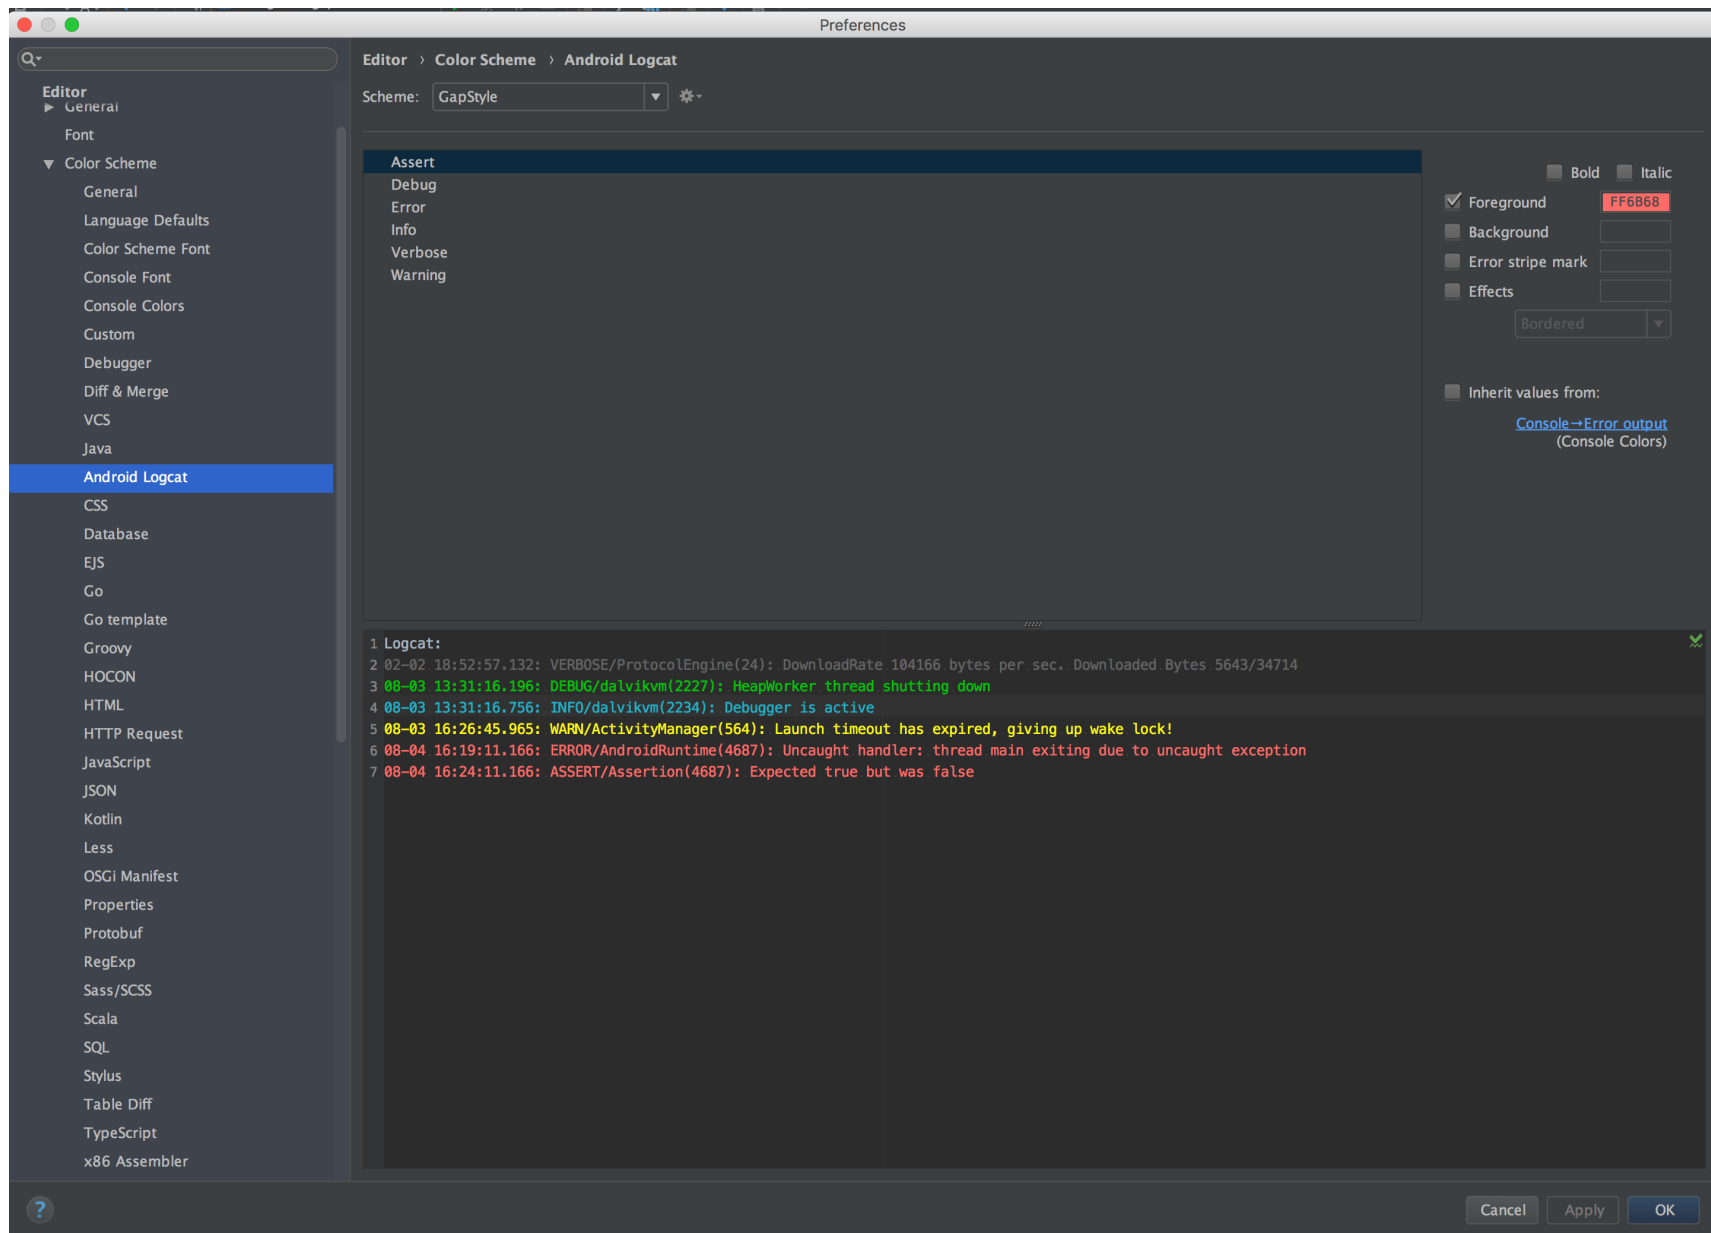 Preferences
Editor
General
Font
Color Scheme
General
Language Defaults
Color Scheme Font
Console Font
Console Colors
Custom
Debugger
Diff & Merge
VCS
Java
Android Logcat
CSS
Database
EJS
Go
Go template
Groovy
HOCON
HTML
HTTP Request
JavaScript
JSON
Kotlin
Less
OSGi Manifest
Properties
Protobuf
RegExp
Sass/SCSS
Scala
SQL
Stylus
Table Diff
TypeScript
x86 Assembler
Editor › Color Scheme › Android Logcat
Scheme: GapStyle
Assert
Debug
Error
Info
Verbose
Warning
Bold Italic
Foreground FF6B68
Background
Error stripe mark
Effects
Bordered
Inherit values from:
Console→Error output
(Console Colors)
1 Logcat:
2 02-02 18:52:57.132: VERBOSE/ProtocolEngine(24): DownloadRate 104166 bytes per sec. Downloaded Bytes 5643/34714
3 08-03 13:31:16.196: DEBUG/dalvikvm(2227): HeapWorker thread shutting down
4 08-03 13:31:16.756: INFO/dalvikvm(2234): Debugger is active
5 08-03 16:26:45.965: WARN/ActivityManager(564): Launch timeout has expired, giving up wake lock!
6 08-04 16:19:11.166: ERROR/AndroidRuntime(4687): Uncaught handler: thread main exiting due to uncaught exception
7 08-04 16:24:11.166: ASSERT/Assertion(4687): Expected true but was false
?
Cancel Apply OK